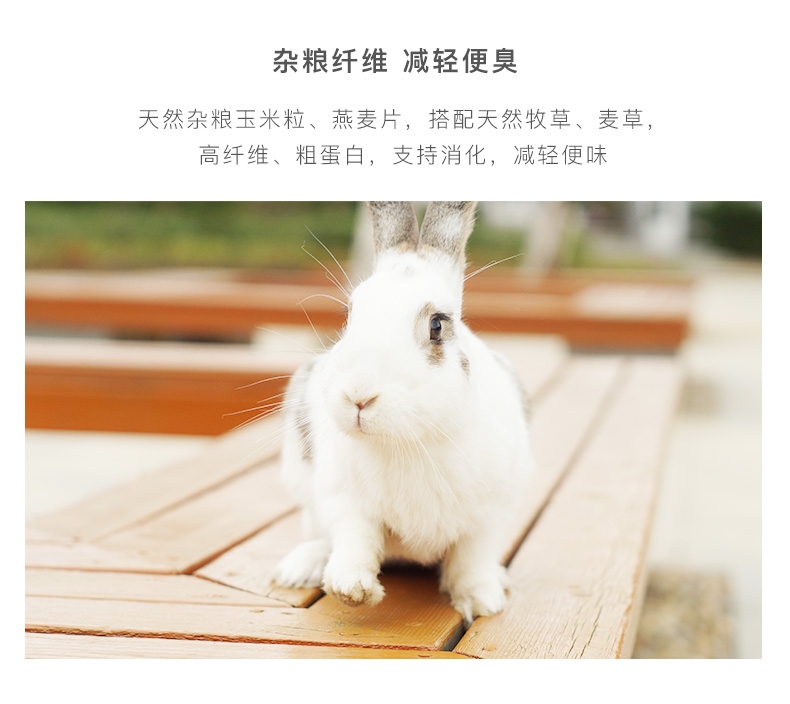 杂粮纤维 减轻便臭
天然杂粮玉米粒、燕麦片，搭配天然牧草、麦草，
高纤维、粗蛋白，支持消化，减轻便味